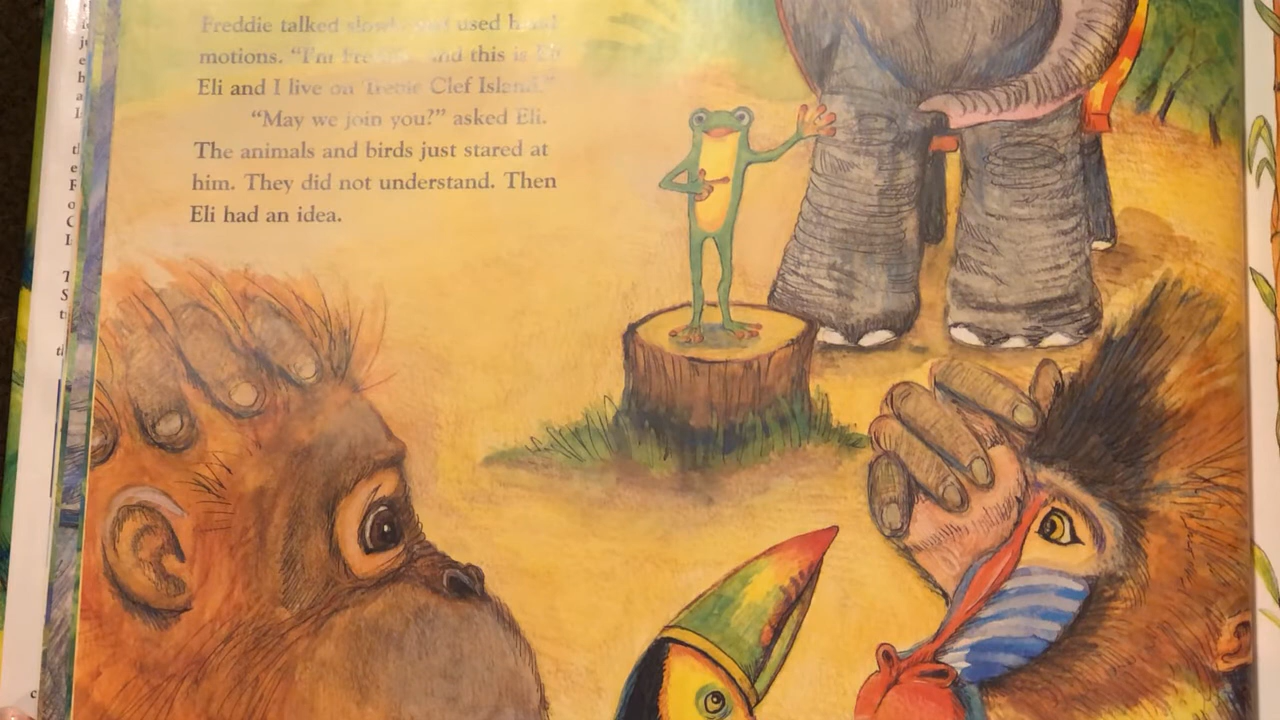 Freddie talked slowly and used hand
motions. "I'm Freddie and this is Eli
Eli and I live on Treble Clef Island."
"May we join you?" asked Eli.
The animals and birds just stared at
him. They did not understand. Then
Eli had an idea.